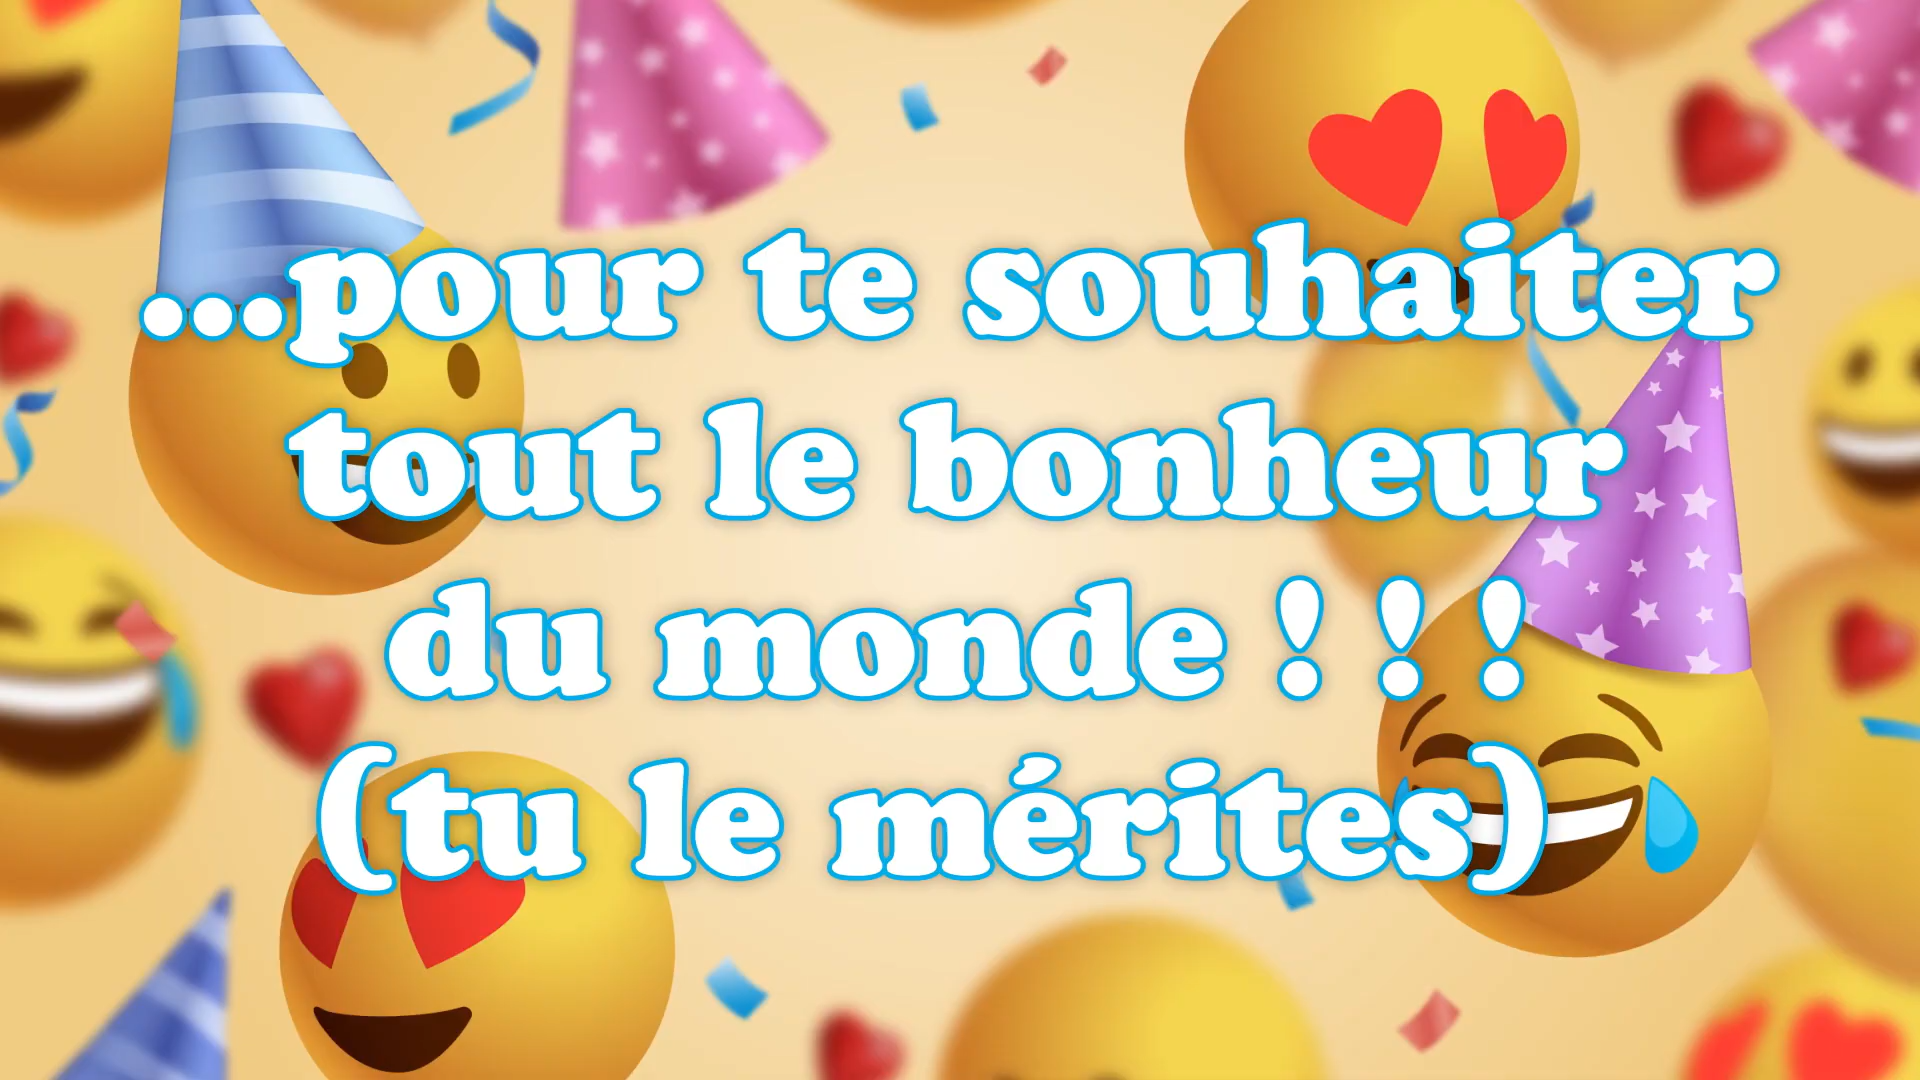 ...pour te souhaiter
tout le bonheur
du monde ! ! !
(tu le mérites)